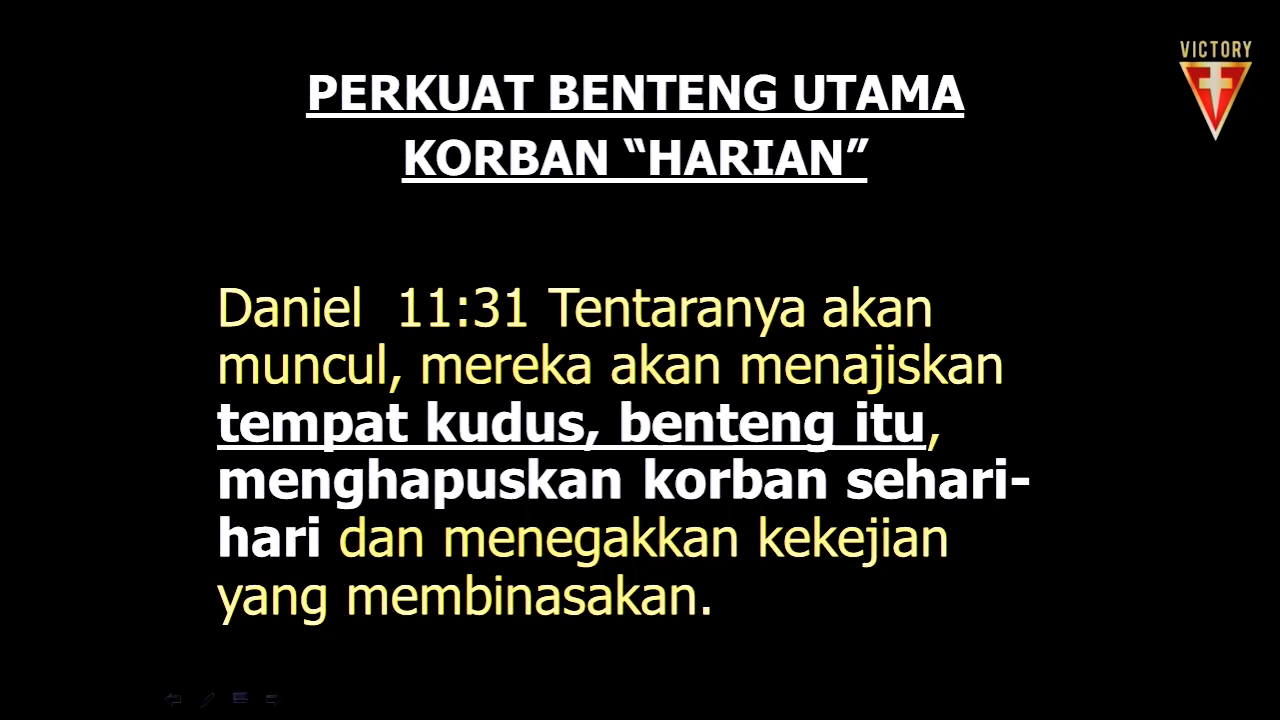 VICTORY
PERKUAT BENTENG UTAMA
KORBAN “HARIAN”
Daniel  11:31 Tentaranya akan
muncul, mereka akan menajiskan
tempat kudus, benteng itu,
menghapuskan korban sehari-
hari dan menegakkan kekejian
yang membinasakan.